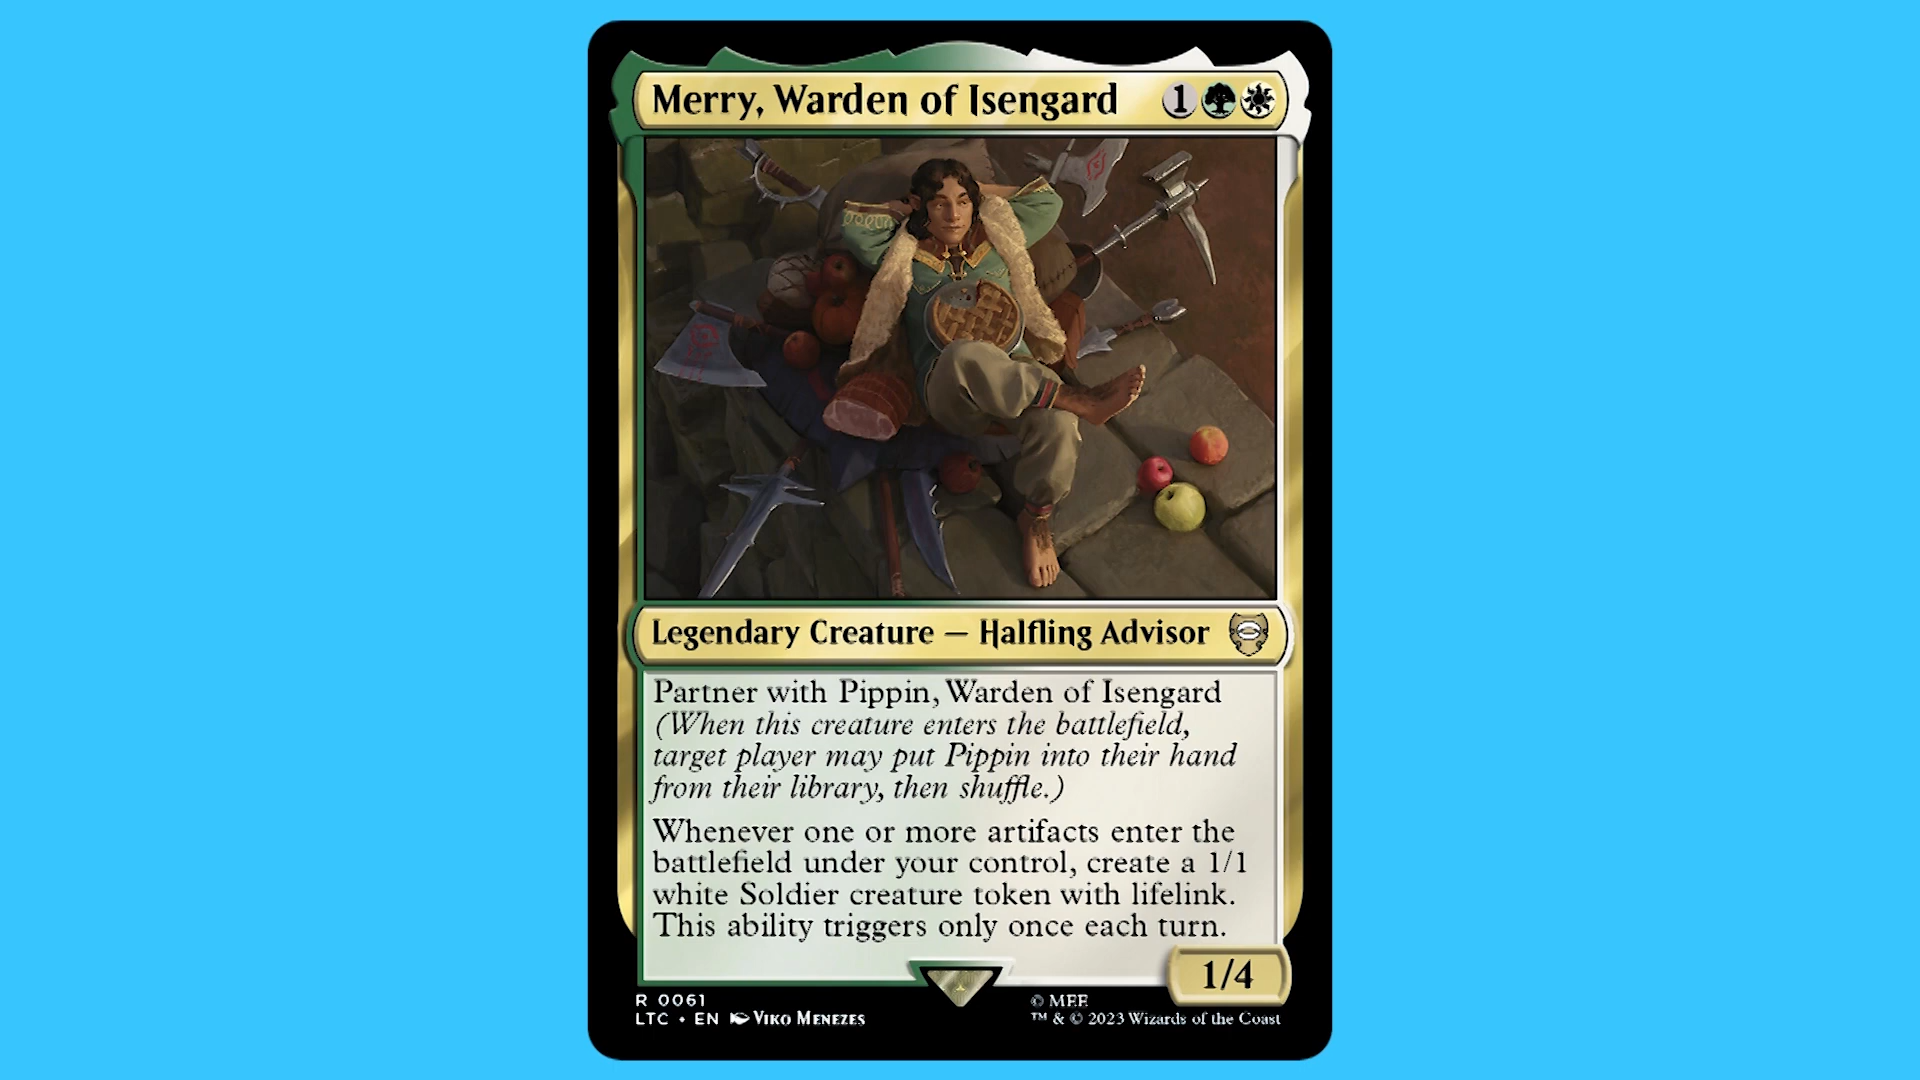 Merry, Warden of Isengard 1
Legendary Creature — Halfling Advisor
Partner with Pippin, Warden of Isengard
(When this creature enters the battlefield,
target player may put Pippin into their hand
from their library, then shuffle.)
Whenever one or more artifacts enter the
battlefield under your control, create a 1/1
white Soldier creature token with lifelink.
This ability triggers only once each turn.
1/4
R 0061
LTC • EN Viko Menezes
© MEE
™ & © 2023 Wizards of the Coast